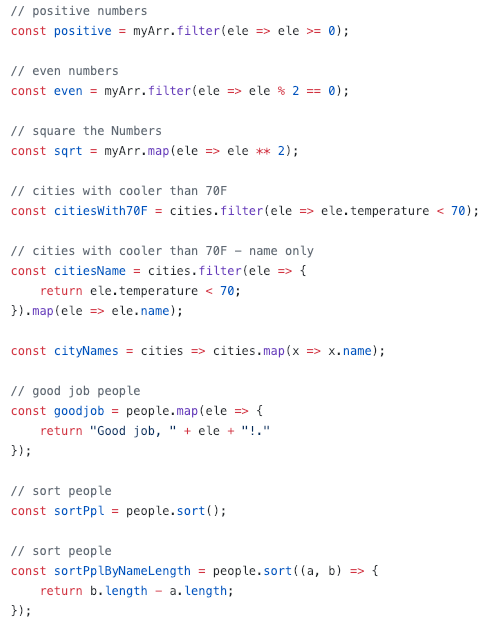 // positive numbers
const positive = myArr.filter(ele => ele >= 0);

// even numbers
const even = myArr.filter(ele => ele % 2 == 0);

// square the Numbers
const sqrt = myArr.map(ele => ele ** 2);

// cities with cooler than 70F
const citiesWith70F = cities.filter(ele => ele.temperature < 70);

// cities with cooler than 70F - name only
const citiesName = cities.filter(ele => {
    return ele.temperature < 70;
}).map(ele => ele.name);

const cityNames = cities => cities.map(x => x.name);

// good job people
const goodjob = people.map(ele => {
    return "Good job, " + ele + "!."
});

// sort people
const sortPpl = people.sort();

// sort people
const sortPplByNameLength = people.sort((a, b) => {
    return b.length - a.length;
});